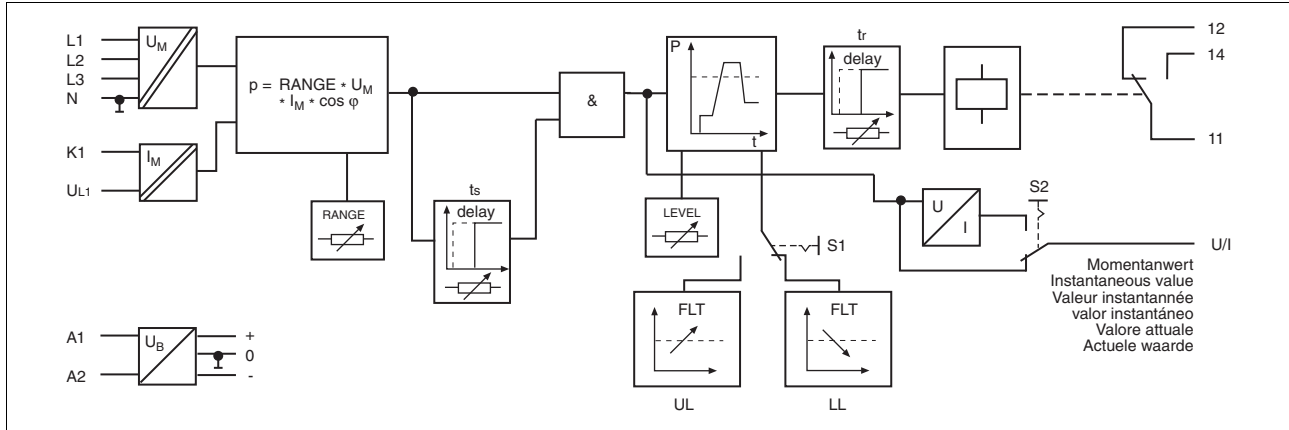 L1
L2
L3
N
U_M
K1
U_L1
I_M
p = RANGE * U_M
* I_M * cos φ
RANGE
ts
delay
&
P
t
LEVEL
tr
delay
12
14
11
S1
FLT
UL
FLT
LL
U
I
S2
U/I
Momentanwert
Instantaneous value
Valeur instantannée
valor instantáneo
Valore attuale
Actuele waarde
A1
A2
U_B
+
0
-